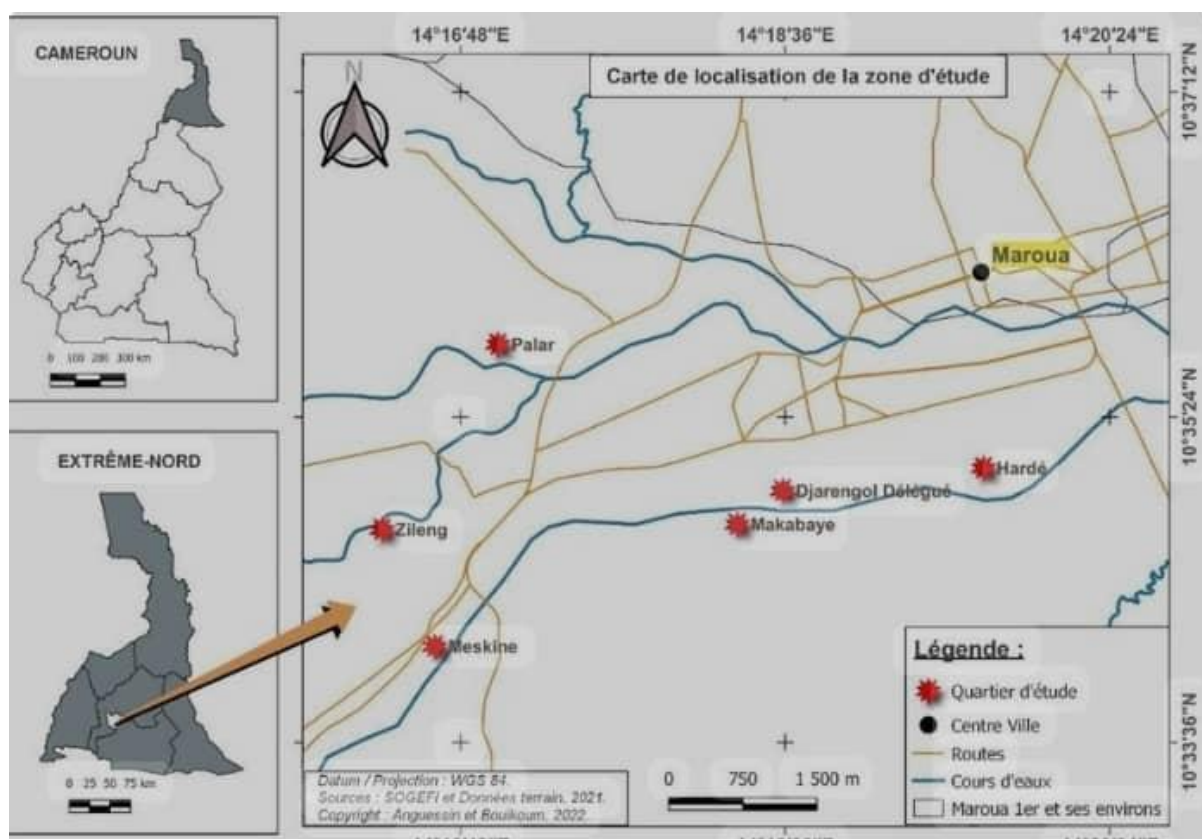 CAMEROUN
0 100 200 300 km
EXTRÊME-NORD
0 25 50 75 km
14°16'48"E 14°18'36"E 14°20'24"E
Carte de localisation de la zone d'étude
N
10°37'12"N
Maroua
Palar
10°35'24"N
Hardé
Djarengol Délégué
Makabaye
Zileng
Meskine
10°33'36"N
Légende :
Quartier d'étude
Centre Ville
Routes
Cours d'eaux
Maroua 1er et ses environs
Datum / Projection : WGS 84.
Sources : SOGEFI et Données terrain, 2021.
Copyright : Anguessin et Bouikoum, 2022.
0 750 1 500 m